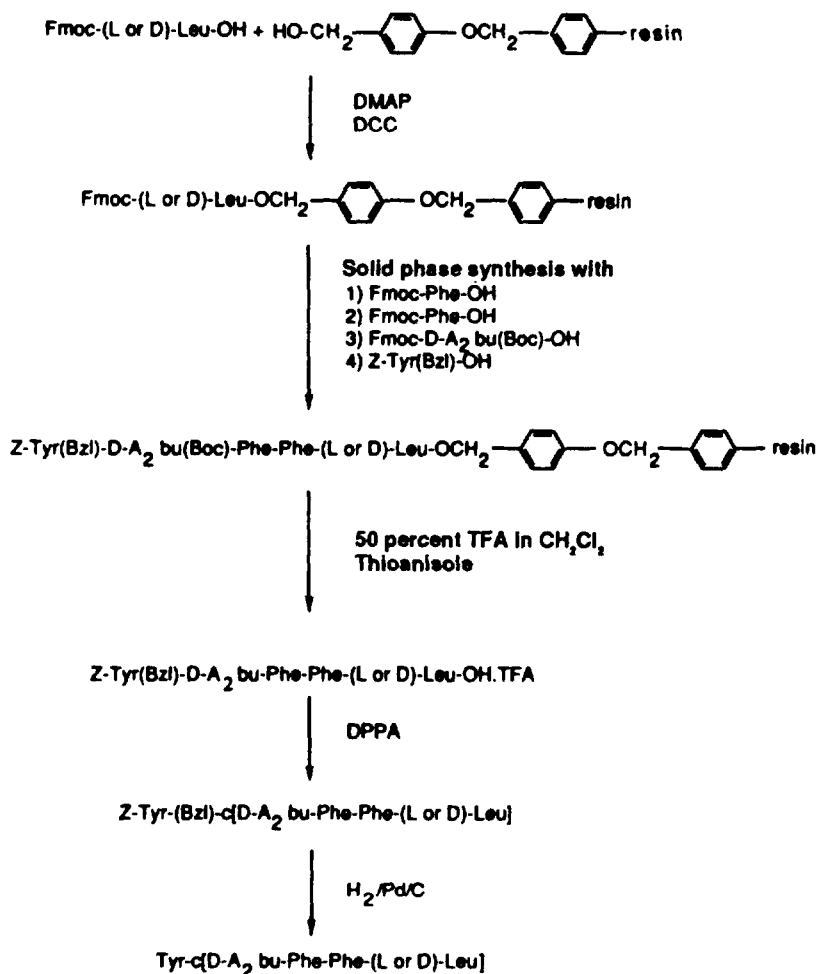 Fmoc-(L or D)-Leu-OH + HO-CH2 OCH2 resin
DMAP
DCC
Fmoc-(L or D)-Leu-OCH2 OCH2 resin
Solid phase synthesis with
1) Fmoc-Phe-OH
2) Fmoc-Phe-OH
3) Fmoc-D-A2 bu(Boc)-OH
4) Z-Tyr(Bzl)-OH
Z-Tyr(Bzl)-D-A2 bu(Boc)-Phe-Phe-(L or D)-Leu-OCH2 OCH2 resin
50 percent TFA in CH2Cl2
Thioanisole
Z-Tyr(Bzl)-D-A2 bu-Phe-Phe-(L or D)-Leu-OH.TFA
DPPA
Z-Tyr-(Bzl)-c[D-A2 bu-Phe-Phe-(L or D)-Leu]
H2/Pd/C
Tyr-c[D-A2 bu-Phe-Phe-(L or D)-Leu]